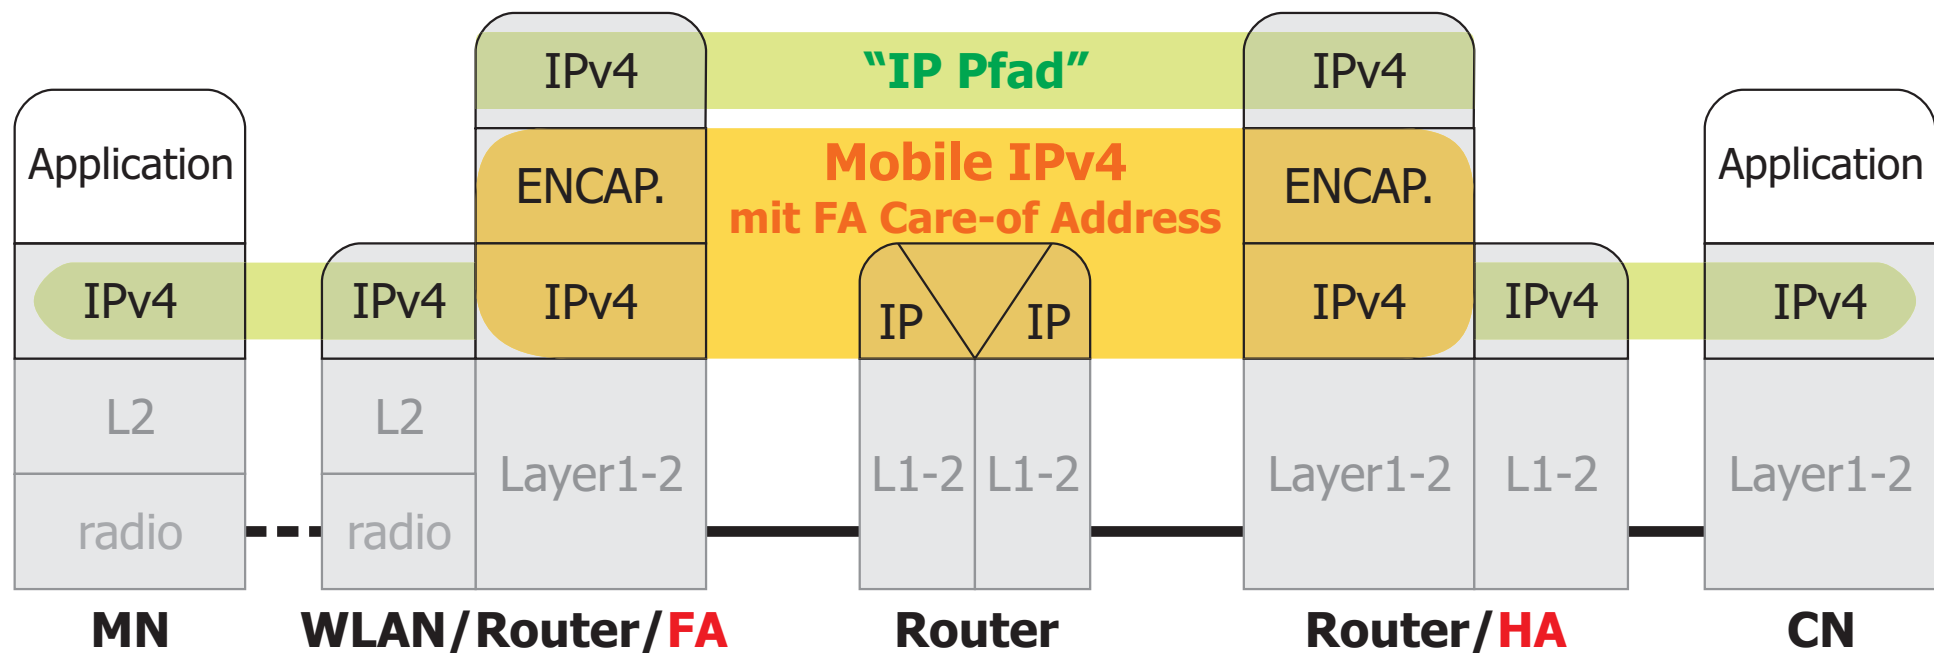 IPv4 “IP Pfad” IPv4
Application ENCAP. Mobile IPv4 ENCAP. Application
mit FA Care-of Address
IPv4 IPv4 IPv4 IP IP IPv4 IPv4 IPv4
L2 L2
Layer1-2 L1-2 L1-2 Layer1-2 L1-2 Layer1-2
radio radio
MN WLAN/Router/FA Router Router/HA CN